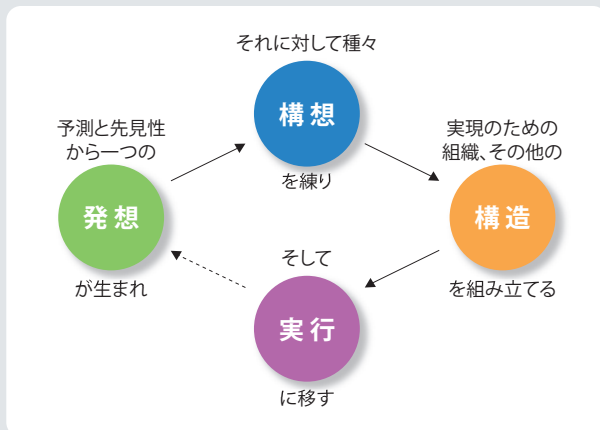 予測と先見性
から一つの
発想
が生まれ
それに対して種々
構想
を練り
実現のための
組織、その他の
構造
を組み立てる
そして
実行
に移す